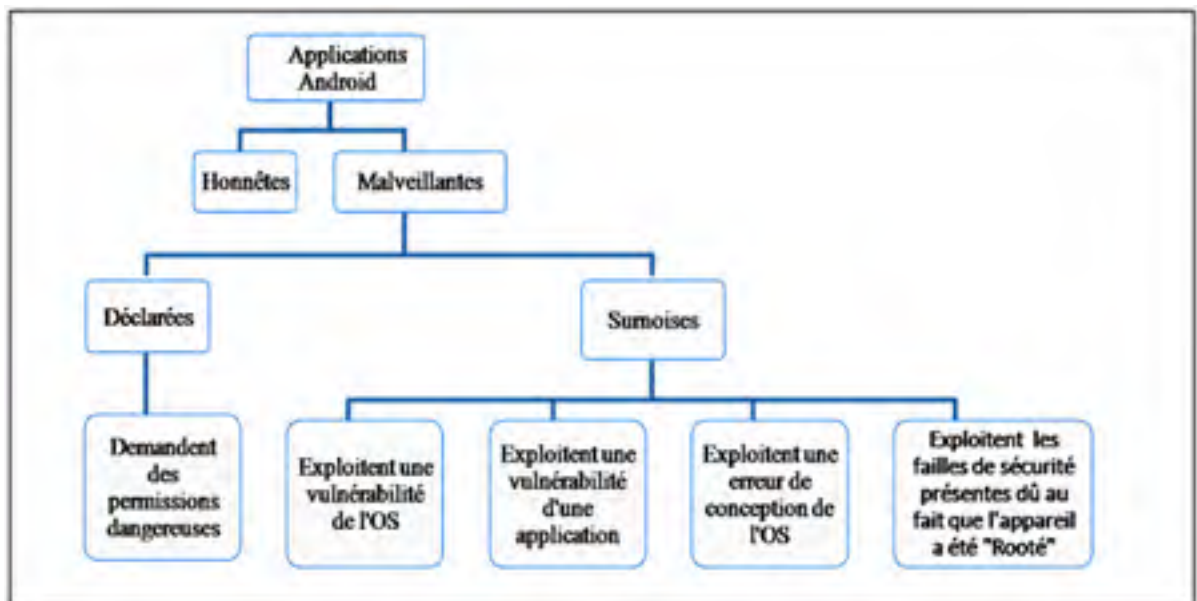 Applications
Android
Honnêtes
Malveillantes
Déclarées
Surnoises
Demandent
des
permissions
dangereuses
Exploitent une
vulnérabilité
de l'OS
Exploitent une
vulnérabilité
d'une
application
Exploitent une
erreur de
conception de
l'OS
Exploitent les
failles de sécurité
présentes dû au
fait que l'appareil
a été "Rooté"